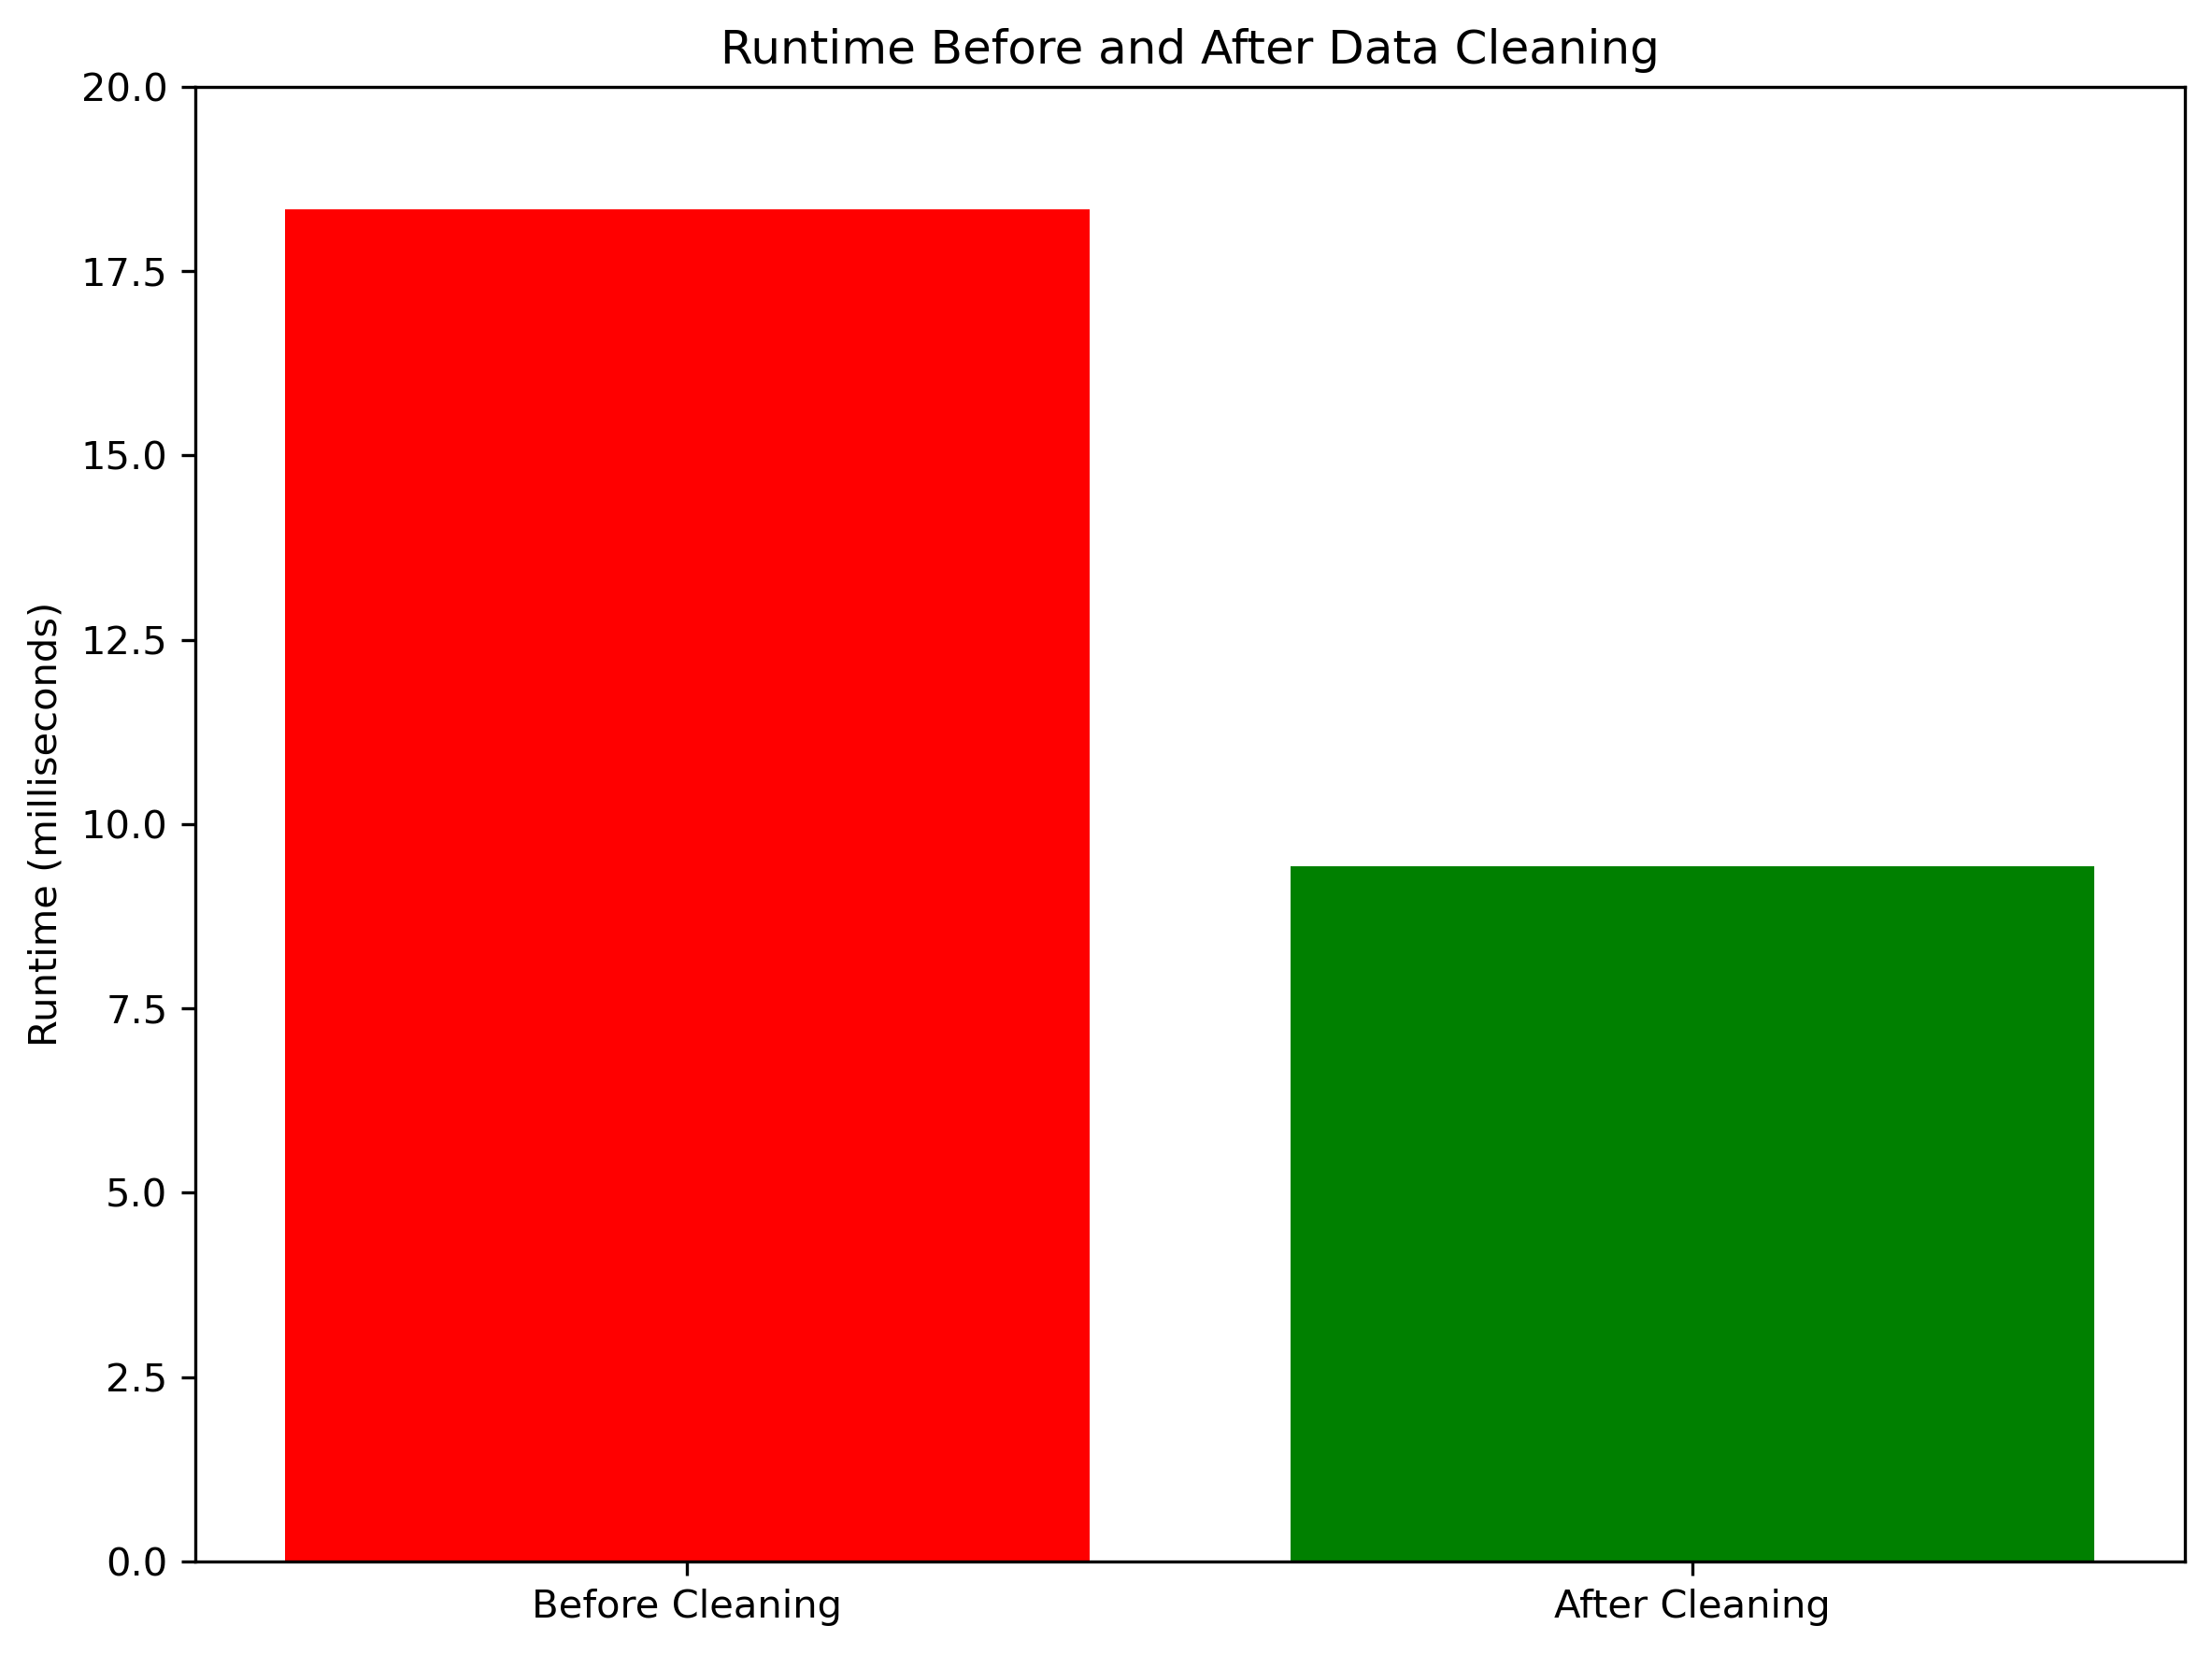 Runtime Before and After Data Cleaning
Runtime (milliseconds)
20.0
17.5
15.0
12.5
10.0
7.5
5.0
2.5
0.0
Before Cleaning
After Cleaning